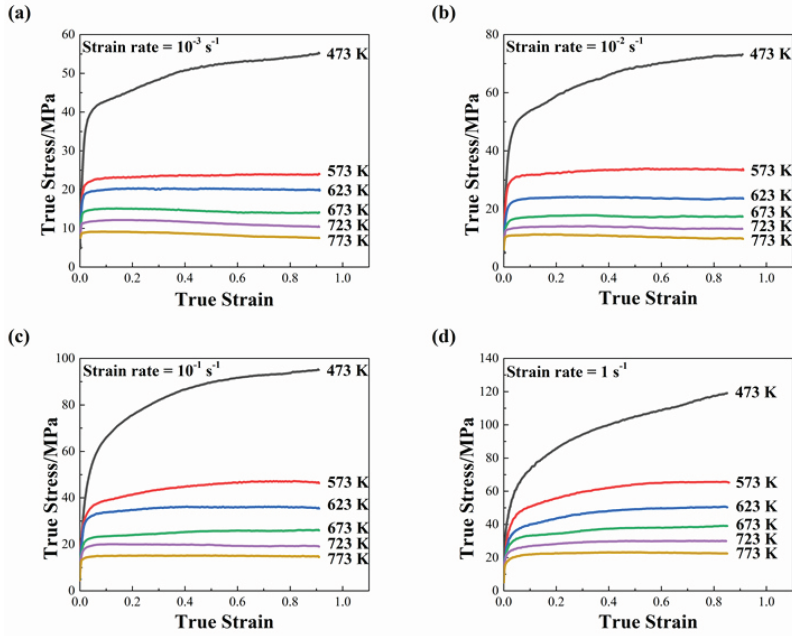 (a)
Strain rate = 10⁻³ s⁻¹
473 K
573 K
623 K
673 K
723 K
773 K
60
50
40
30
20
10
0
0.0 0.2 0.4 0.6 0.8 1.0
True Stress/MPa
True Strain
(b)
Strain rate = 10⁻² s⁻¹
473 K
573 K
623 K
673 K
723 K
773 K
80
60
40
20
0
0.0 0.2 0.4 0.6 0.8 1.0
True Stress/MPa
True Strain
(c)
Strain rate = 10⁻¹ s⁻¹
473 K
573 K
623 K
673 K
723 K
773 K
100
80
60
40
20
0
0.0 0.2 0.4 0.6 0.8 1.0
True Stress/MPa
True Strain
(d)
Strain rate = 1 s⁻¹
473 K
573 K
623 K
673 K
723 K
773 K
140
120
100
80
60
40
20
0
0.0 0.2 0.4 0.6 0.8 1.0
True Stress/MPa
True Strain